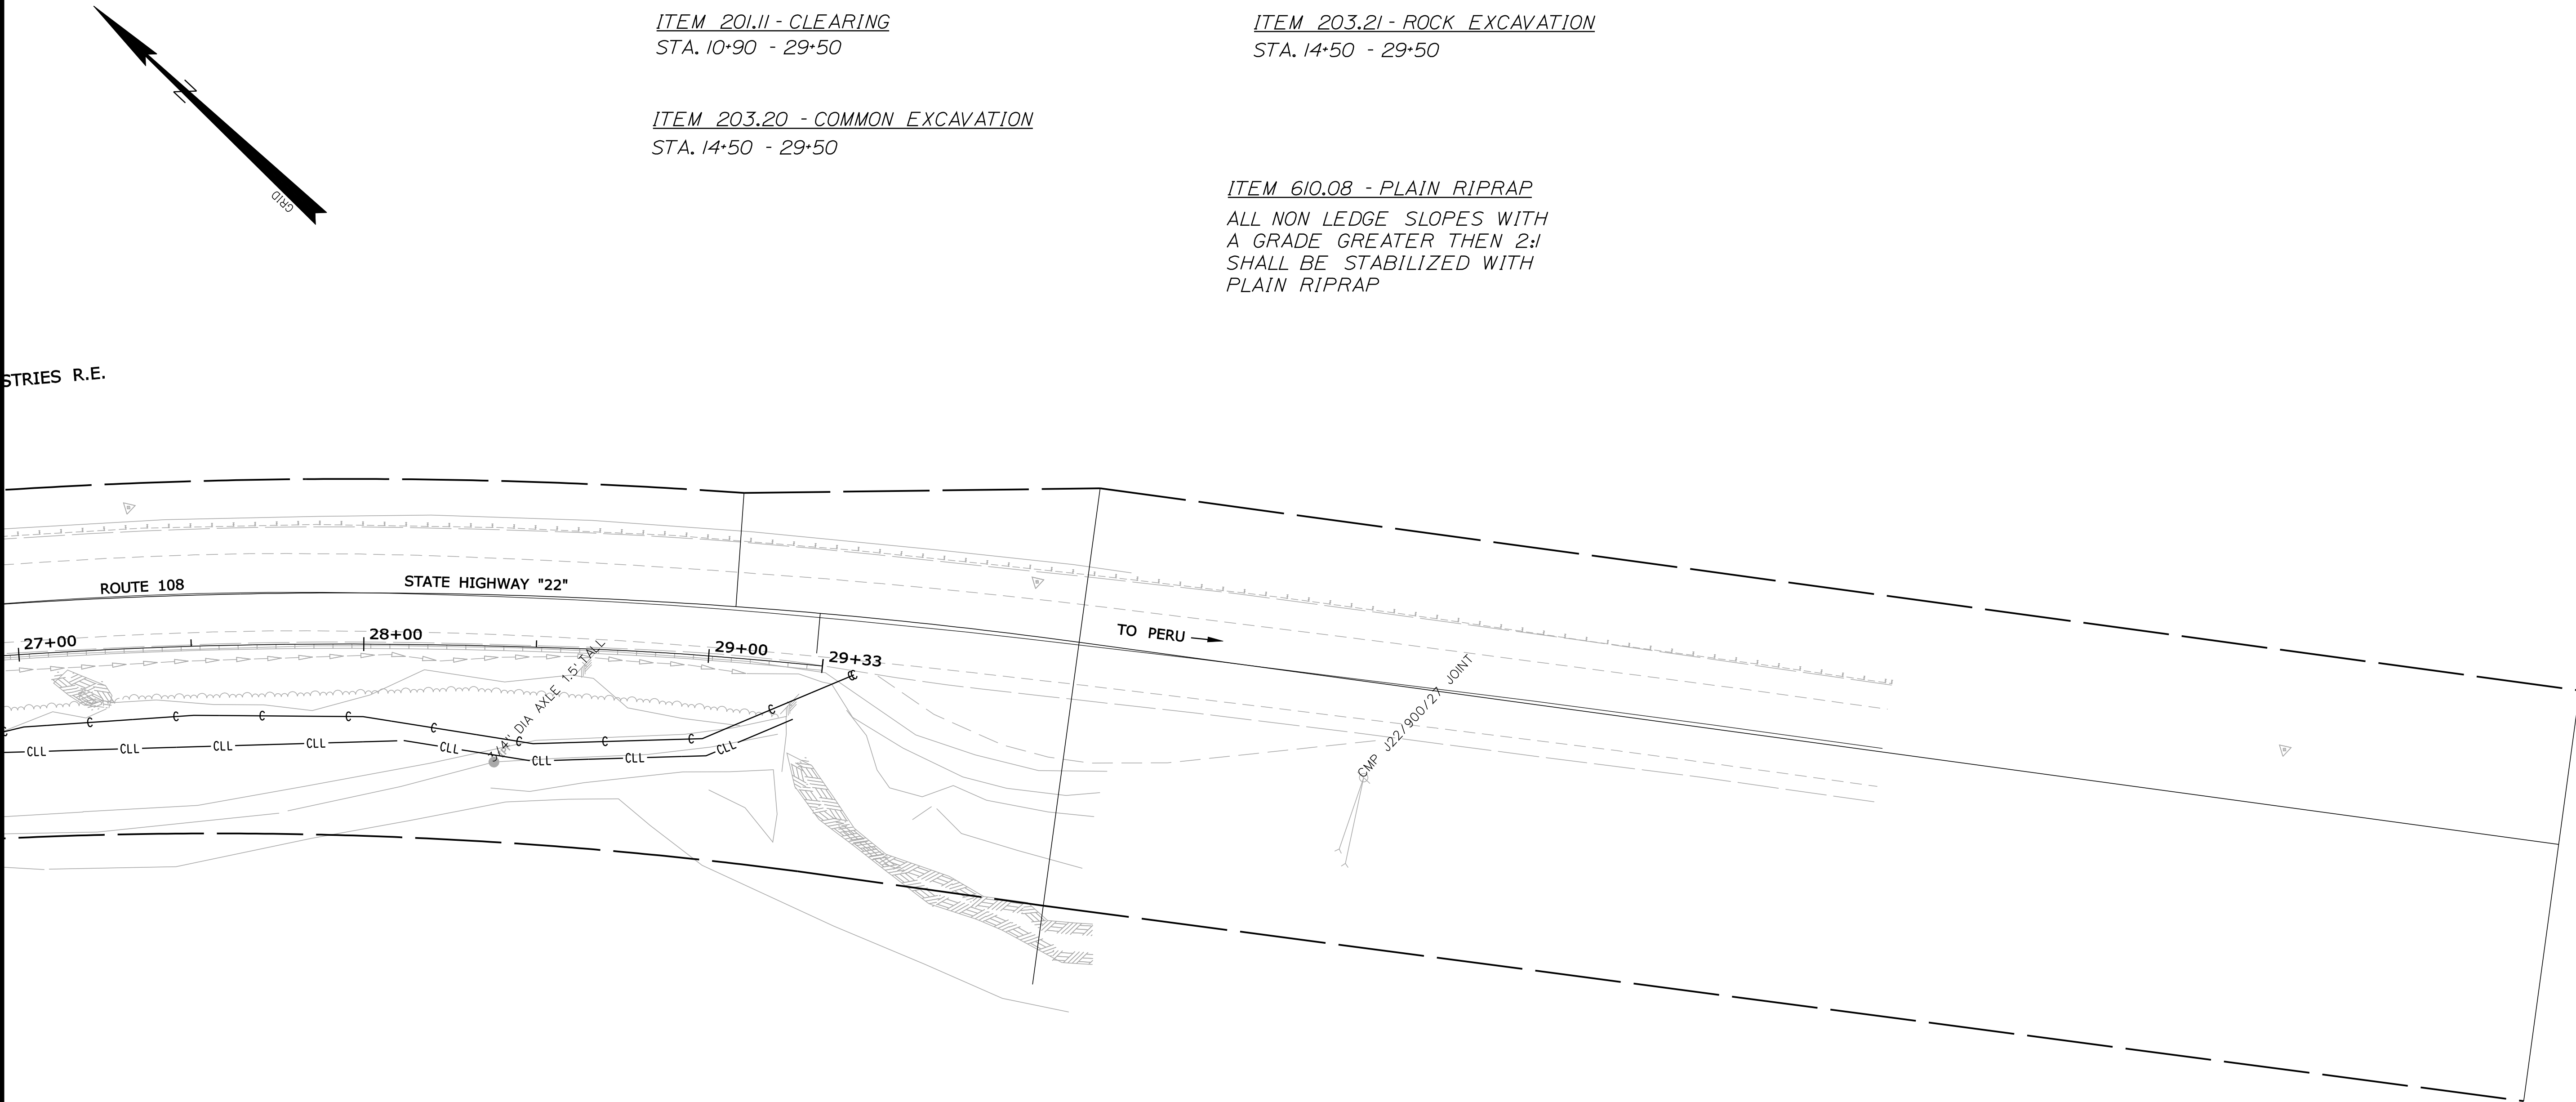 ITEM 201.11 - CLEARING
STA. 10+90 - 29+50
ITEM 203.21 - ROCK EXCAVATION
STA. 14+50 - 29+50
N
GRID
ITEM 203.20 - COMMON EXCAVATION
STA. 14+50 - 29+50
ITEM 610.08 - PLAIN RIPRAP
ALL NON LEDGE SLOPES WITH
A GRADE GREATER THEN 2:1
SHALL BE STABILIZED WITH
PLAIN RIPRAP
STRIES R.E.
ROUTE 108
STATE HIGHWAY "22"
TO PERU
27+00
28+00
29+00
29+33
3/4" DIA AXLE 1.5' TALL
CMP J22/900/27 JOINT
C C C C C C C C C C C
CLL CLL CLL CLL CLL CLL CLL CLL